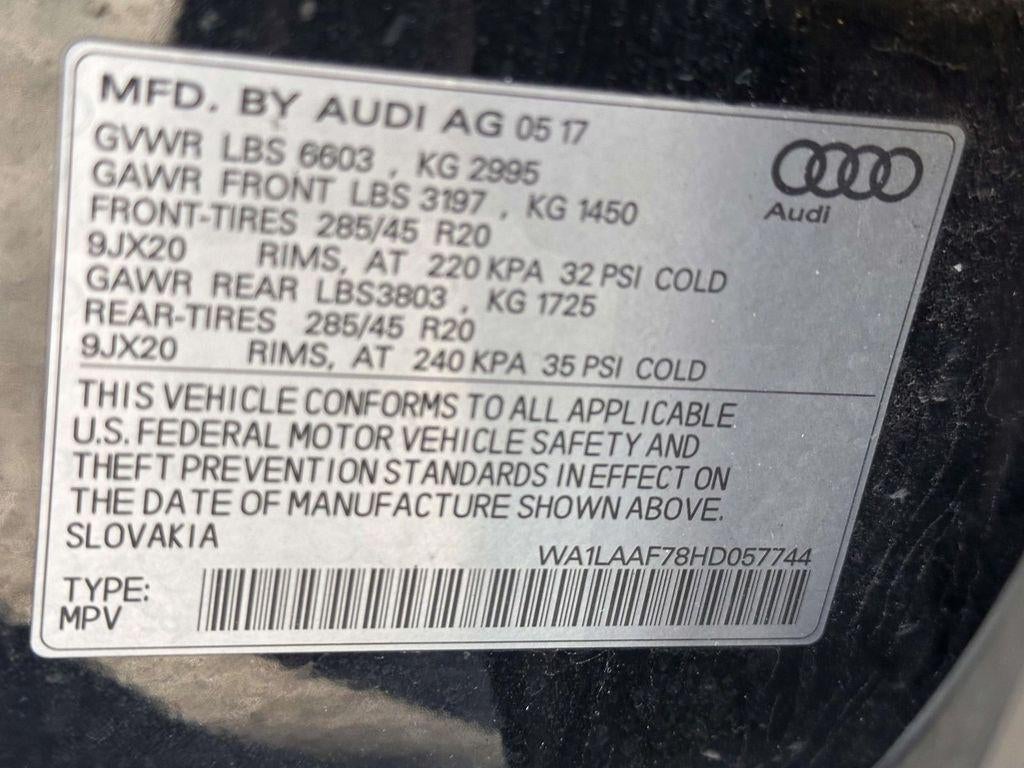 MFD. BY AUDI AG 05 17
GVWR LBS 6603 , KG 2995
GAWR FRONT LBS 3197 , KG 1450
FRONT-TIRES 285/45 R20
9JX20 RIMS, AT 220 KPA 32 PSI COLD
GAWR REAR LBS3803 , KG 1725
REAR-TIRES 285/45 R20
9JX20 RIMS, AT 240 KPA 35 PSI COLD
Audi
THIS VEHICLE CONFORMS TO ALL APPLICABLE
U.S. FEDERAL MOTOR VEHICLE SAFETY AND
THEFT PREVENTION STANDARDS IN EFFECT ON
THE DATE OF MANUFACTURE SHOWN ABOVE.
SLOVAKIA
WA1LAAF78HD057744
TYPE:
MPV